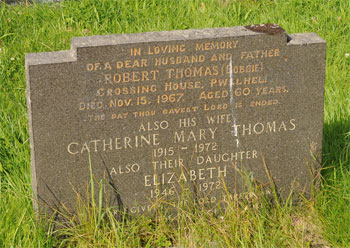 IN LOVING MEMORY
OF A DEAR HUSBAND AND FATHER,
ROBERT THOMAS (BOBBIE)
CROSSING HOUSE, PWLLHELI
DIED NOV. 15, 1967. AGED 60 YEARS.
"THE DAY THOU GAVEST LORD IS ENDED.
ALSO HIS WIFE
CATHERINE MARY THOMAS
1915 - 1972
ALSO THEIR DAUGHTER
ELIZABETH
1946 1972